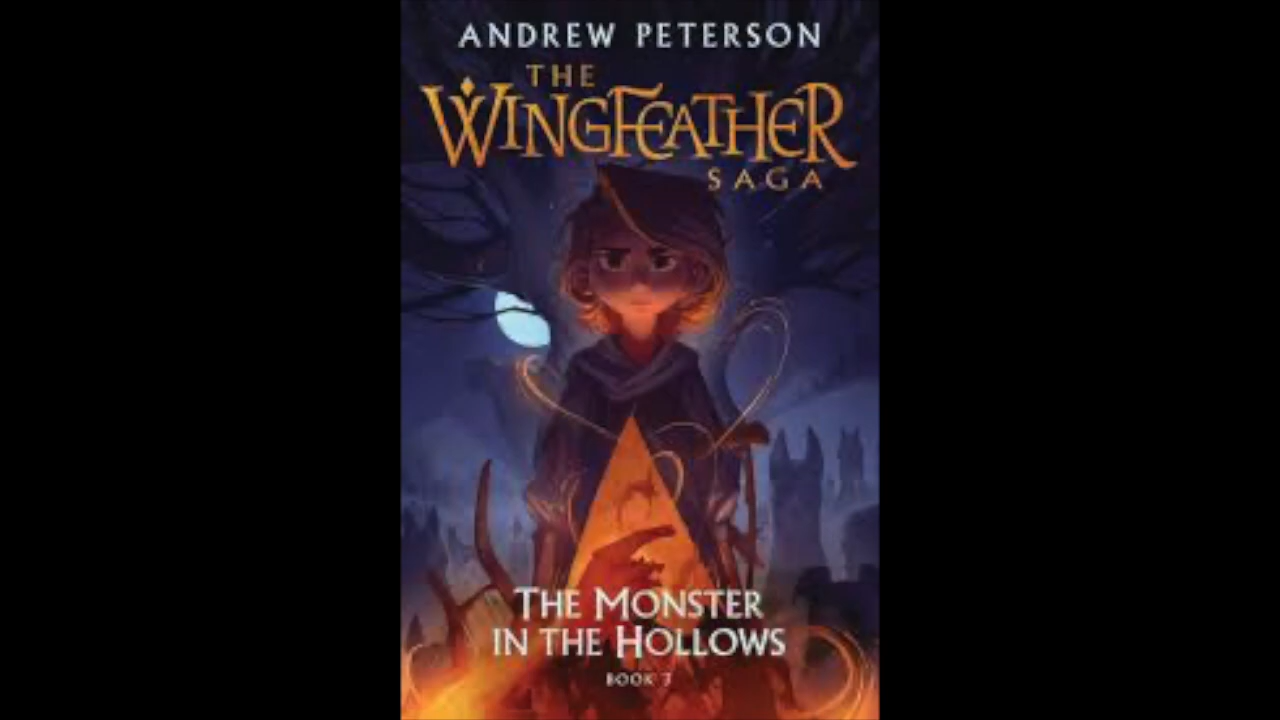 ANDREW PETERSON
THE
WINGFEATHER
SAGA
THE MONSTER
IN THE HOLLOWS
BOOK 3